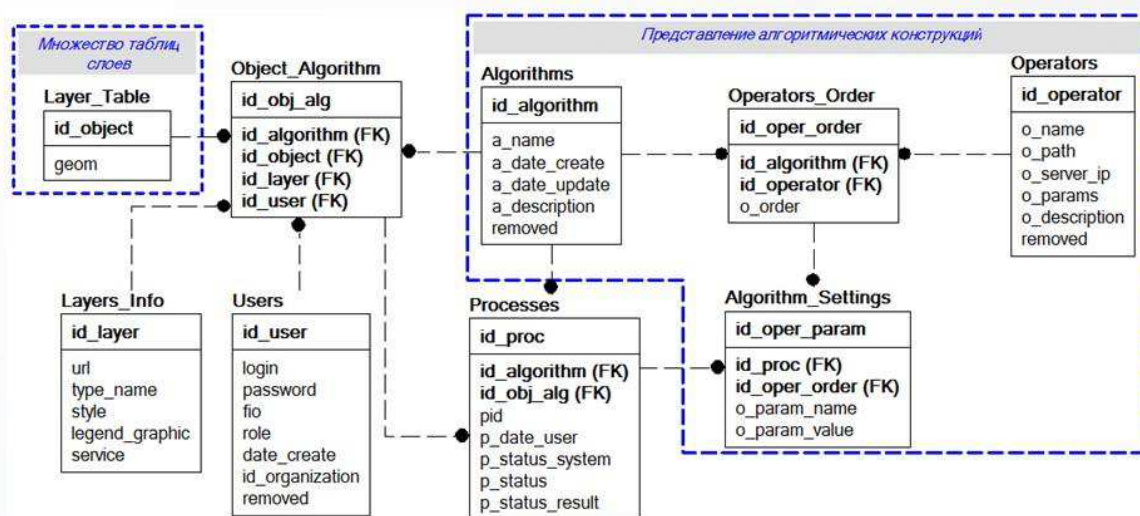 Множество таблиц
слоев
Layer_Table
id_object
geom
Object_Algorithm
id_obj_alg
id_algorithm (FK)
id_object (FK)
id_layer (FK)
id_user (FK)
Представление алгоритмических конструкций
Algorithms
id_algorithm
a_name
a_date_create
a_date_update
a_description
removed
Operators_Order
id_oper_order
id_algorithm (FK)
id_operator (FK)
o_order
Operators
id_operator
o_name
o_path
o_server_ip
o_params
o_description
removed
Layers_Info
id_layer
url
type_name
style
legend_graphic
service
Users
id_user
login
password
fio
role
date_create
id_organization
removed
Processes
id_proc
id_algorithm (FK)
id_obj_alg (FK)
pid
p_date_user
p_status_system
p_status
p_status_result
Algorithm_Settings
id_oper_param
id_proc (FK)
id_oper_order (FK)
o_param_name
o_param_value